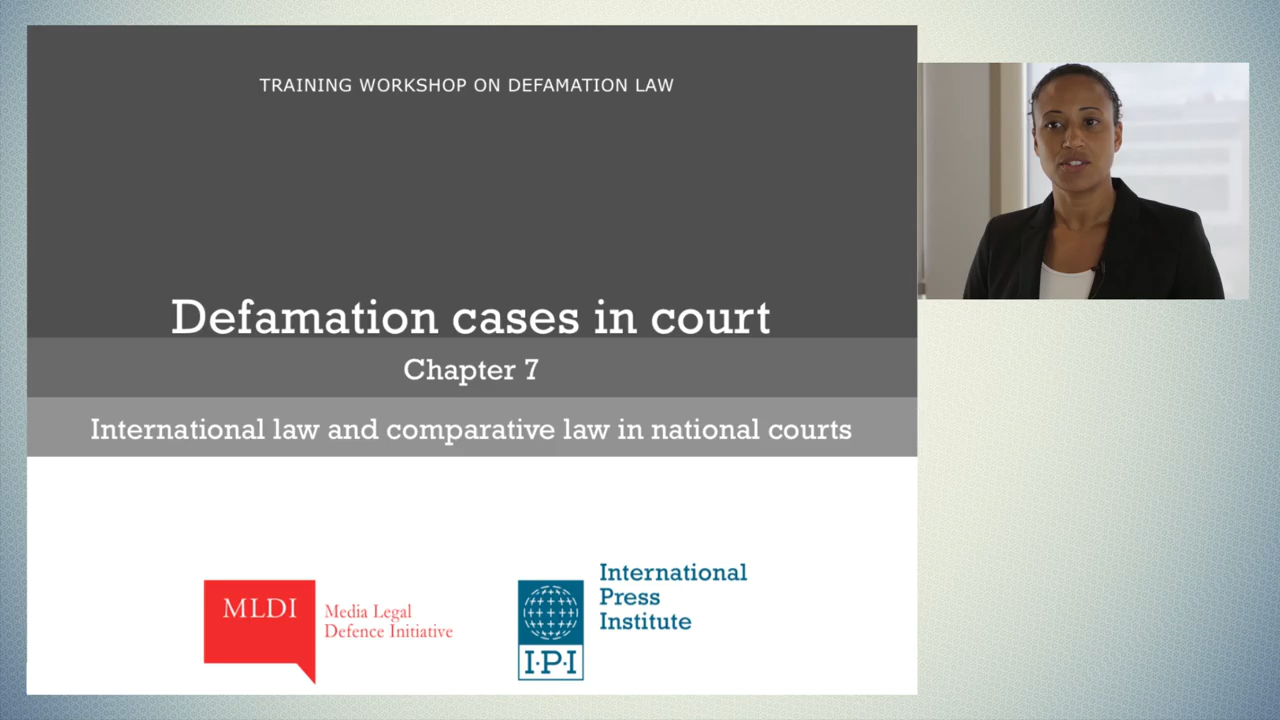 TRAINING WORKSHOP ON DEFAMATION LAW
Defamation cases in court
Chapter 7
International law and comparative law in national courts
MLDI
Media Legal
Defence Initiative
International
Press
Institute
I·P·I